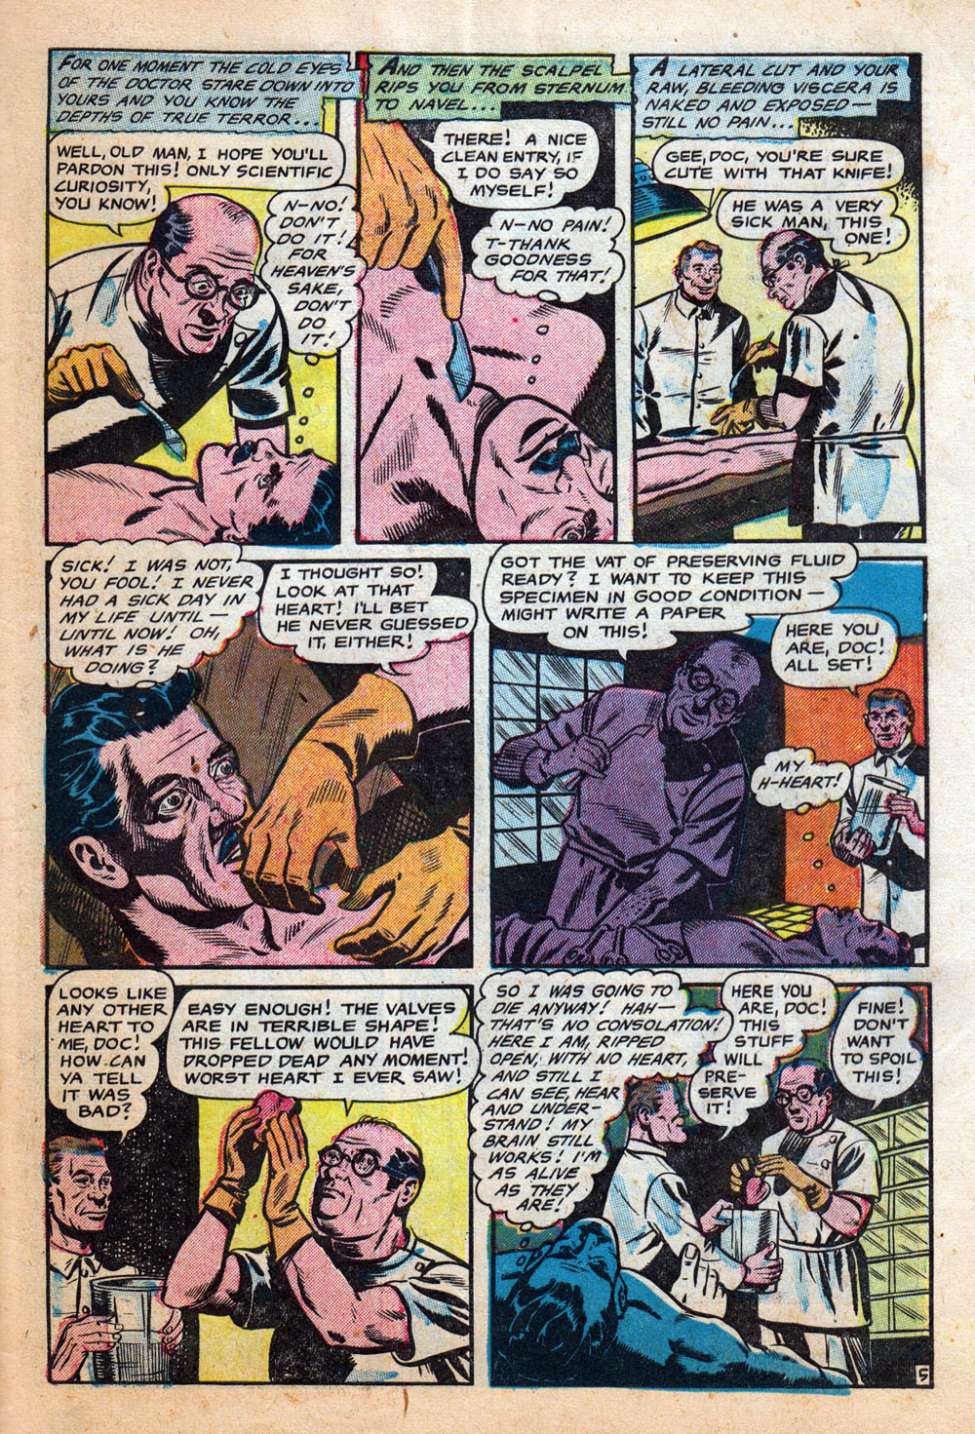 FOR ONE MOMENT THE COLD EYES
OF THE DOCTOR STARE DOWN INTO
YOURS AND YOU KNOW THE
DEPTHS OF TRUE TERROR...
WELL, OLD MAN, I HOPE YOU'LL
PARDON THIS! ONLY SCIENTIFIC
CURIOSITY,
YOU KNOW!
N-NO!
DON'T
DO IT!
FOR
HEAVEN'S
SAKE,
DON'T
DO
IT!
AND THEN THE SCALPEL
RIPS YOU FROM STERNUM
TO NAVEL...
THERE! A NICE
CLEAN ENTRY, IF
I DO SAY SO
MYSELF!
N-NO PAIN!
T-THANK
GOODNESS
FOR THAT!
A LATERAL CUT AND YOUR
RAW, BLEEDING VISCERA IS
NAKED AND EXPOSED—
STILL NO PAIN...
GEE, DOC, YOU'RE SURE
CUTE WITH THAT KNIFE!
HE WAS A VERY
SICK MAN, THIS
ONE!
SICK! I WAS NOT,
YOU FOOL! I NEVER
HAD A SICK DAY IN
MY LIFE UNTIL—
UNTIL NOW! OH,
WHAT IS HE
DOING?
I THOUGHT SO!
LOOK AT THAT
HEART! I'LL BET
HE NEVER GUESSED
IT, EITHER!
GOT THE VAT OF PRESERVING FLUID
READY? I WANT TO KEEP THIS
SPECIMEN IN GOOD CONDITION—
MIGHT WRITE A PAPER
ON THIS!
HERE YOU
ARE, DOC!
ALL SET!
MY
H-HEART!
LOOKS LIKE
ANY OTHER
HEART TO
ME, DOC!
HOW CAN
YA TELL
IT WAS
BAD?
EASY ENOUGH! THE VALVES
ARE IN TERRIBLE SHAPE!
THIS FELLOW WOULD HAVE
DROPPED DEAD ANY MOMENT!
WORST HEART I EVER SAW!
SO I WAS GOING TO
DIE ANYWAY! HAH—
THAT'S NO CONSOLATION!
HERE I AM, RIPPED
OPEN, WITH NO HEART,
AND STILL I
CAN SEE, HEAR
AND UNDER-
STAND! MY
BRAIN STILL
WORKS! I'M
AS ALIVE
AS THEY
ARE!
HERE YOU
ARE, DOC!
THIS
STUFF
WILL
PRE-
SERVE
IT!
FINE!
DON'T
WANT
TO SPOIL
THIS!
5